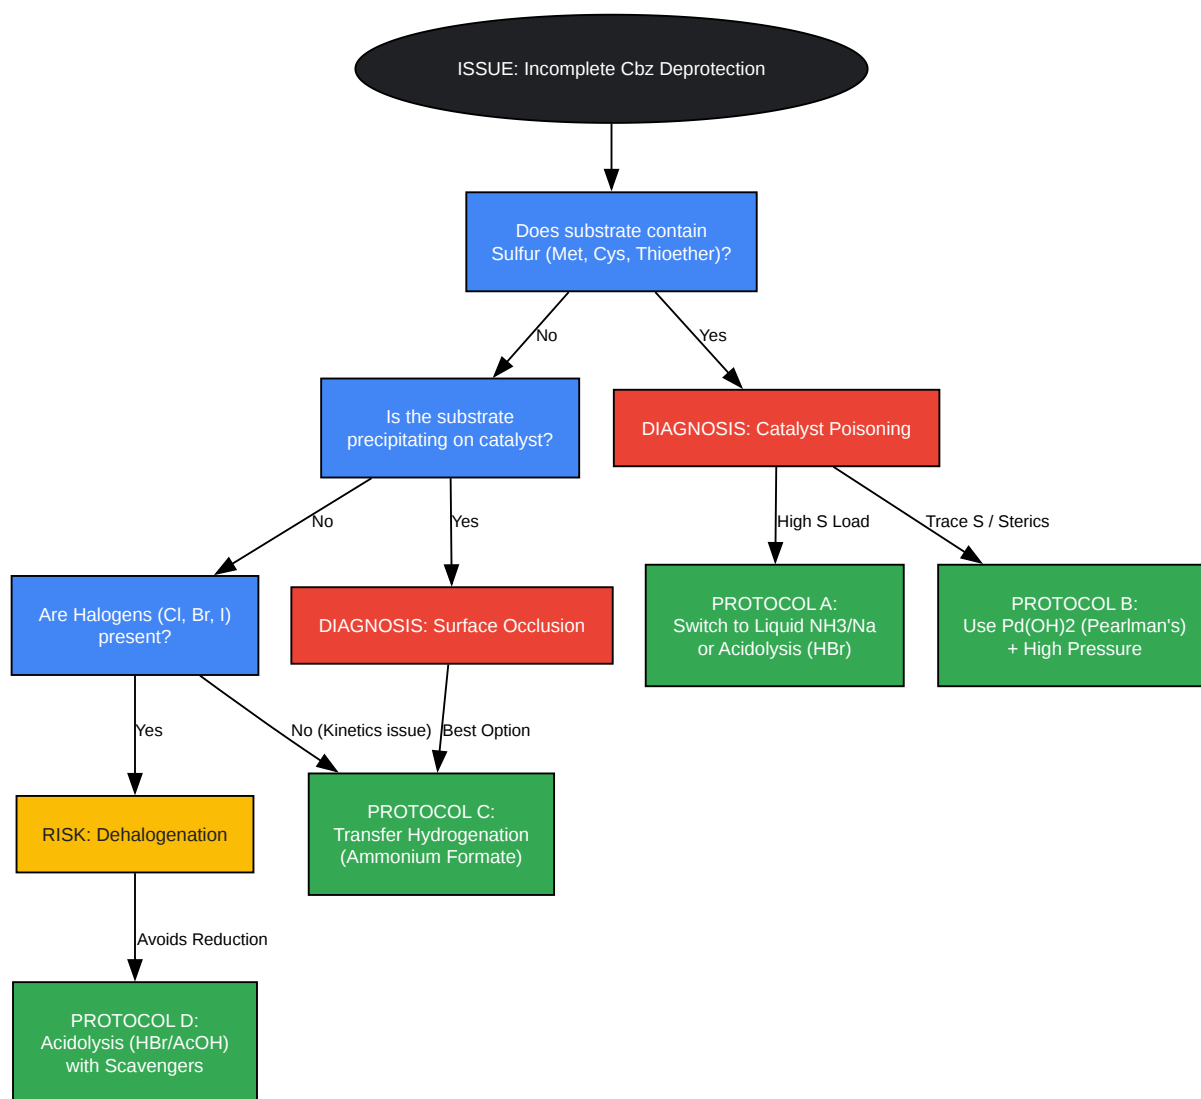 ISSUE: Incomplete Cbz Deprotection
Does substrate contain
Sulfur (Met, Cys, Thioether)?
No
Yes
Is the substrate
precipitating on catalyst?
DIAGNOSIS: Catalyst Poisoning
No
Yes
High S Load
Trace S / Sterics
Are Halogens (Cl, Br, I)
present?
DIAGNOSIS: Surface Occlusion
PROTOCOL A:
Switch to Liquid NH3/Na
or Acidolysis (HBr)
PROTOCOL B:
Use Pd(OH)2 (Pearlman's)
+ High Pressure
Yes
No (Kinetics issue)
Best Option
RISK: Dehalogenation
PROTOCOL C:
Transfer Hydrogenation
(Ammonium Formate)
Avoids Reduction
PROTOCOL D:
Acidolysis (HBr/AcOH)
with Scavengers